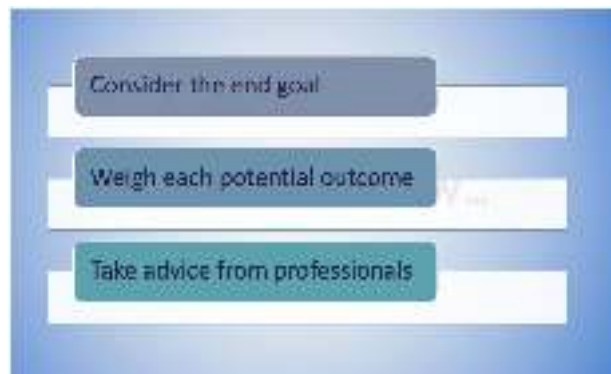 Consider the end goal
Weigh each potential outcome
Take advice from professionals